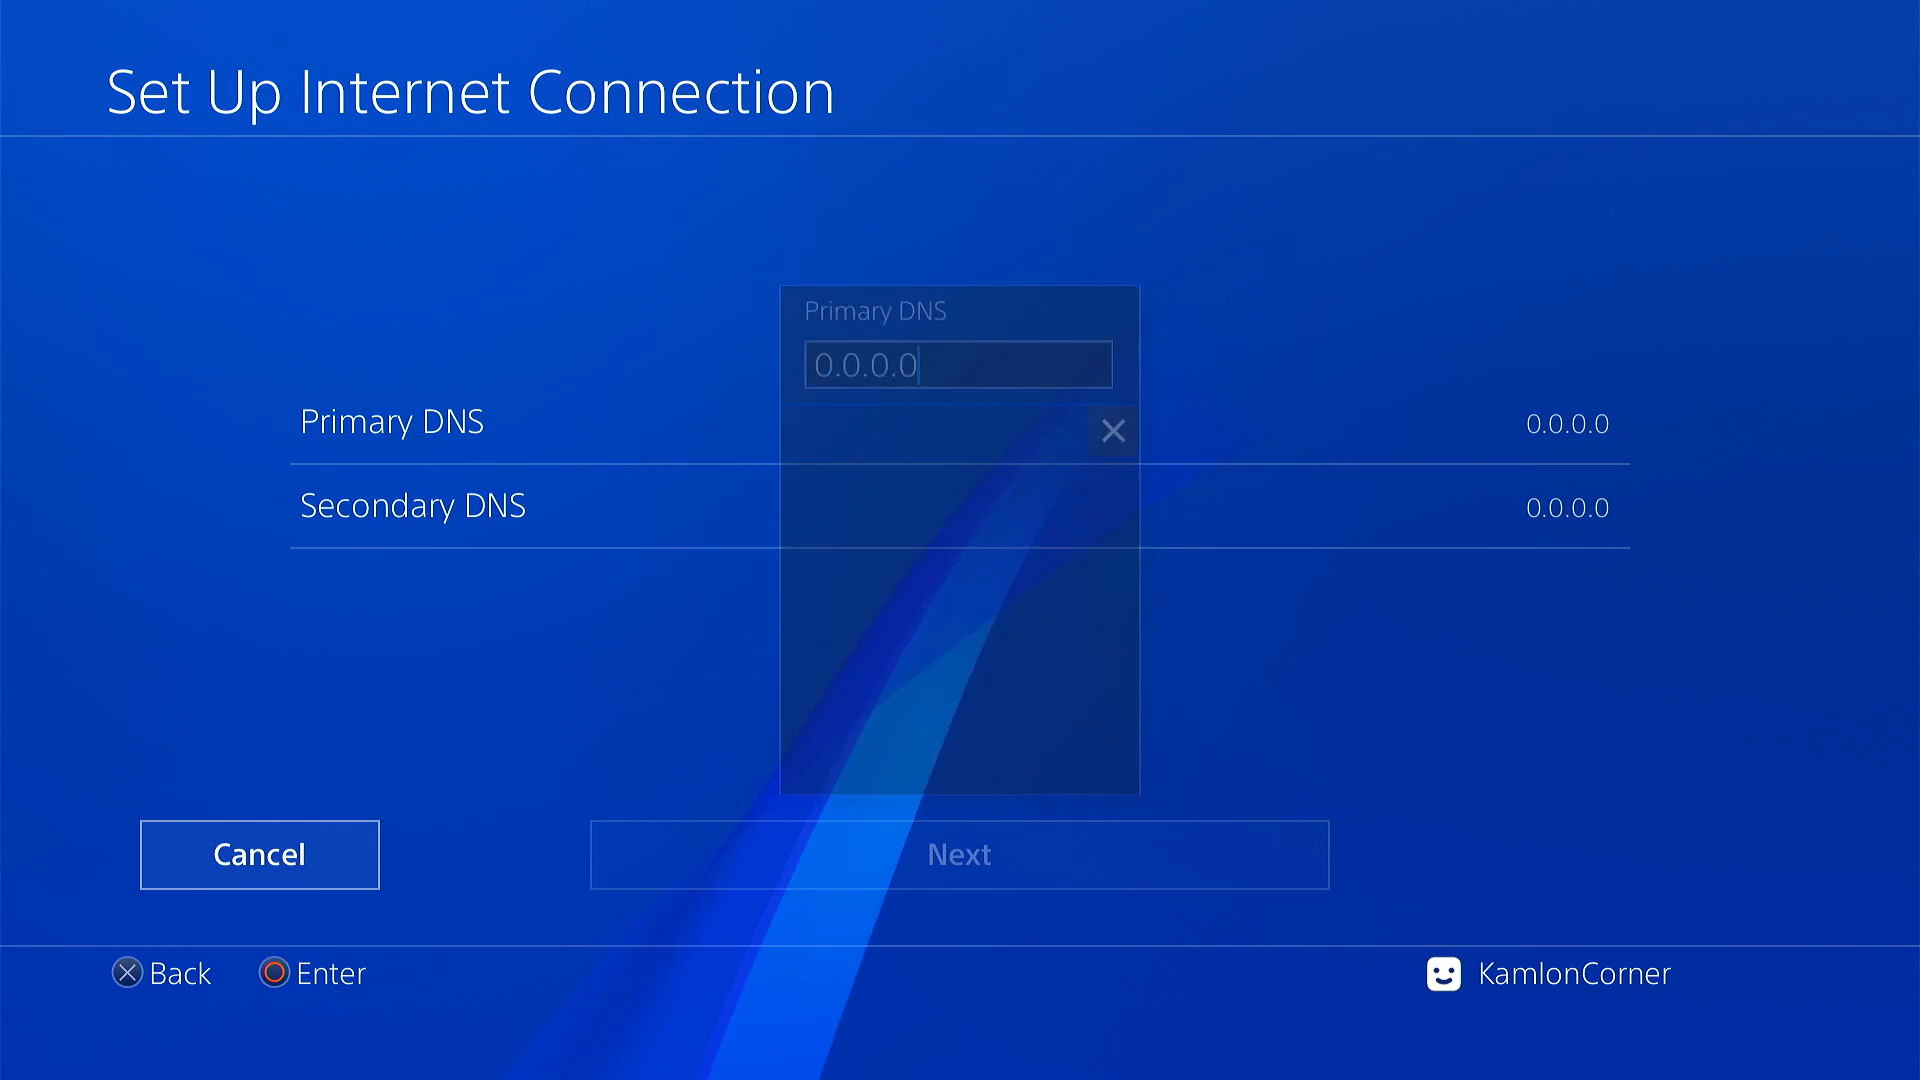 Set Up Internet Connection
Primary DNS
0.0.0.0
Primary DNS 0.0.0.0
Secondary DNS 0.0.0.0
Cancel Next
Back Enter KamlonCorner